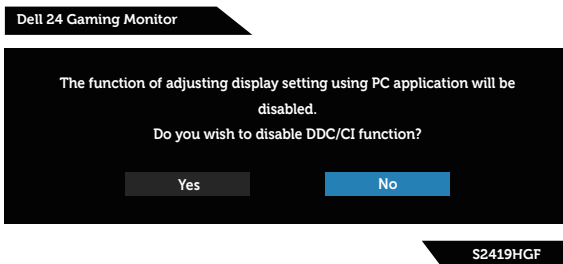 Dell 24 Gaming Monitor
The function of adjusting display setting using PC application will be
disabled.
Do you wish to disable DDC/CI function?
Yes
No
S2419HGF